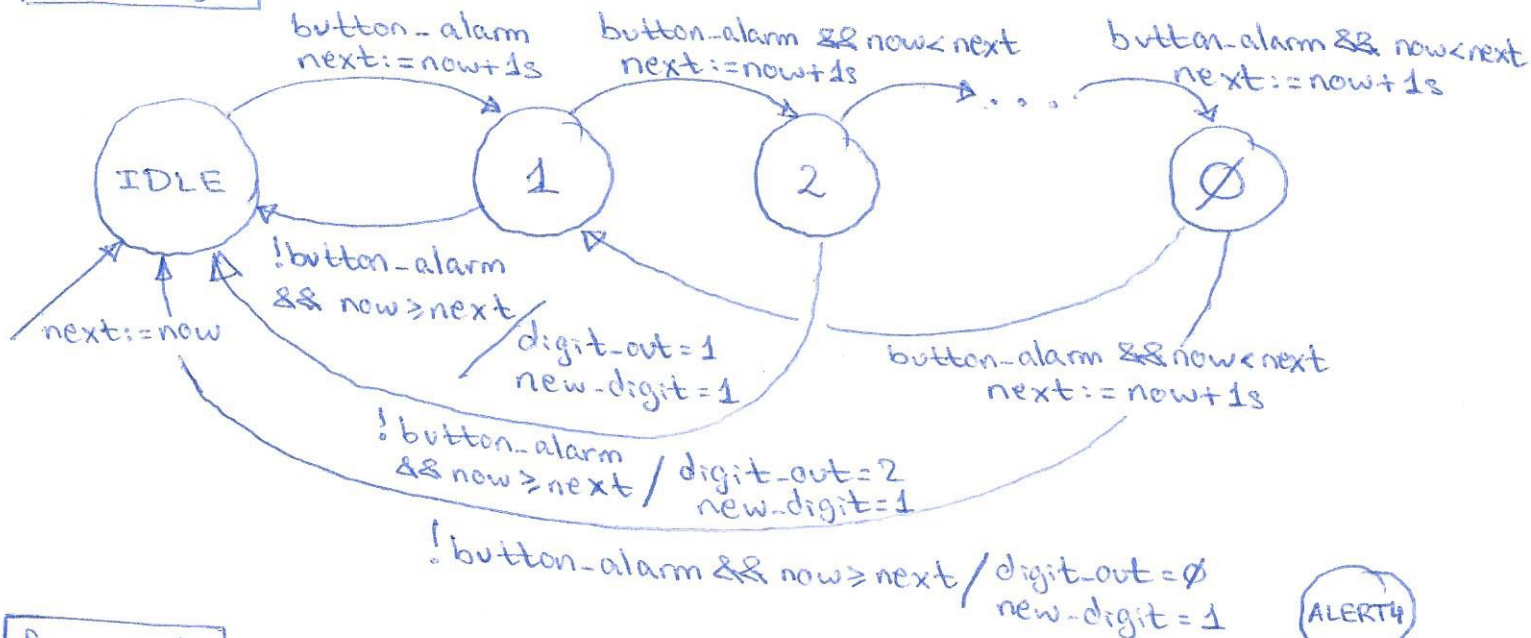 button_alarm
next:=now+1s
button_alarm && now<next
next:=now+1s
button_alarm && now<next
next:=now+1s
....
IDLE
1
2
Ø
!button_alarm
&& now≥next/
digit_out=1
new_digit=1
next:=now
button_alarm && now<next
next:=now+1s
!button_alarm
&& now≥next/
digit_out=2
new_digit=1
!button_alarm && now≥next/
digit_out=Ø
new_digit=1
ALERT4